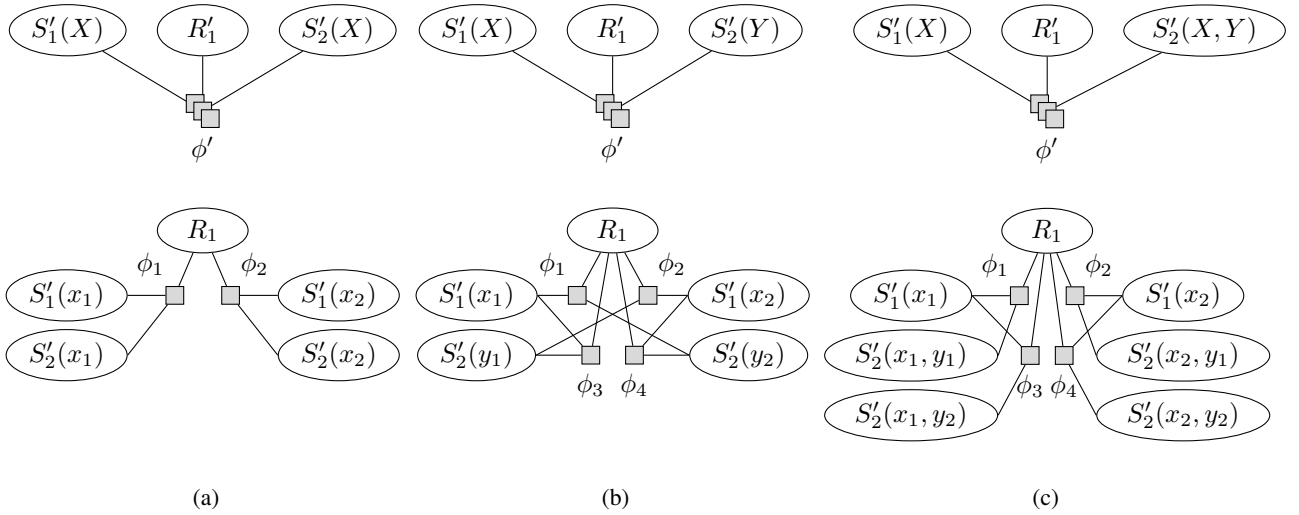 S′₁(X) R′₁ S′₂(X) S′₁(X) R′₁ S′₂(Y) S′₁(X) R′₁ S′₂(X, Y)
ϕ′ ϕ′ ϕ′
R₁ R₁ R₁
ϕ₁ ϕ₂ ϕ₁ ϕ₂ ϕ₁ ϕ₂
S′₁(x₁) S′₁(x₂) S′₁(x₁) S′₁(x₂) S′₁(x₁) S′₁(x₂)
S′₂(x₁) S′₂(x₂) S′₂(y₁) S′₂(y₂) S′₂(x₁, y₁) S′₂(x₂, y₁)
ϕ₃ ϕ₄ ϕ₃ ϕ₄
S′₂(x₁, y₂) S′₂(x₂, y₂)
(a) (b) (c)